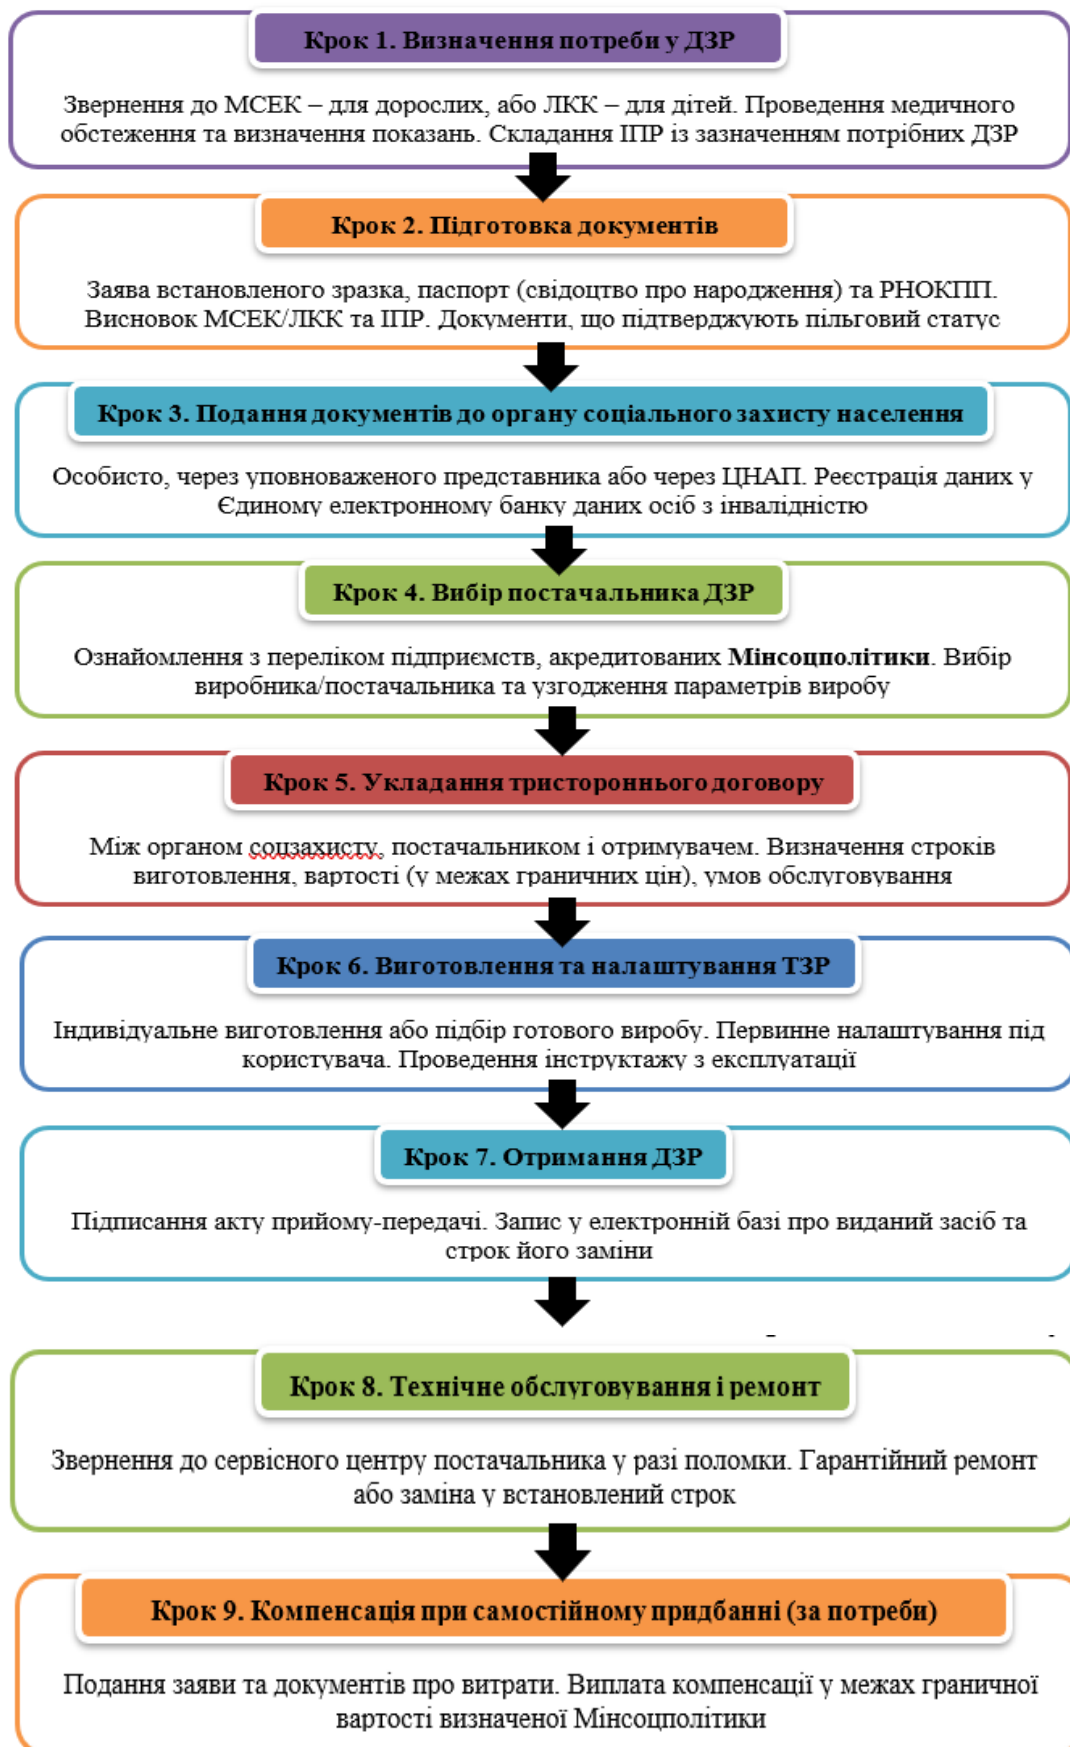 Крок 1. Визначення потреби у ДЗР
Звернення до МСЕК – для дорослих, або ЛКК – для дітей. Проведення медичного
обстеження та визначення показань. Складання ІПР із зазначенням потрібних ДЗР
Крок 2. Підготовка документів
Заява встановленого зразка, паспорт (свідоцтво про народження) та РНОКПП.
Висновок МСЕК/ЛКК та ІПР. Документи, що підтверджують пільговий статус
Крок 3. Подання документів до органу соціального захисту населення
Особисто, через уповноваженого представника або через ЦНАП. Реєстрація даних у
Єдиному електронному банку даних осіб з інвалідністю
Крок 4. Вибір постачальника ДЗР
Ознайомлення з переліком підприємств, акредитованих Мінсоцполітики. Вибір
виробника/постачальника та узгодження параметрів виробу
Крок 5. Укладання тристороннього договору
Між органом соцзахисту, постачальником і отримувачем. Визначення строків
виготовлення, вартості (у межах граничних цін), умов обслуговування
Крок 6. Виготовлення та налаштування ТЗР
Індивідуальне виготовлення або підбір готового виробу. Первинне налаштування під
користувача. Проведення інструктажу з експлуатації
Крок 7. Отримання ДЗР
Підписання акту прийому-передачі. Запис у електронній базі про виданий засіб та
строк його заміни
Крок 8. Технічне обслуговування і ремонт
Звернення до сервісного центру постачальника у разі поломки. Гарантійний ремонт
або заміна у встановлений строк
Крок 9. Компенсація при самостійному придбанні (за потреби)
Подання заяви та документів про витрати. Виплата компенсації у межах граничної
вартості визначеної Мінсоцполітики